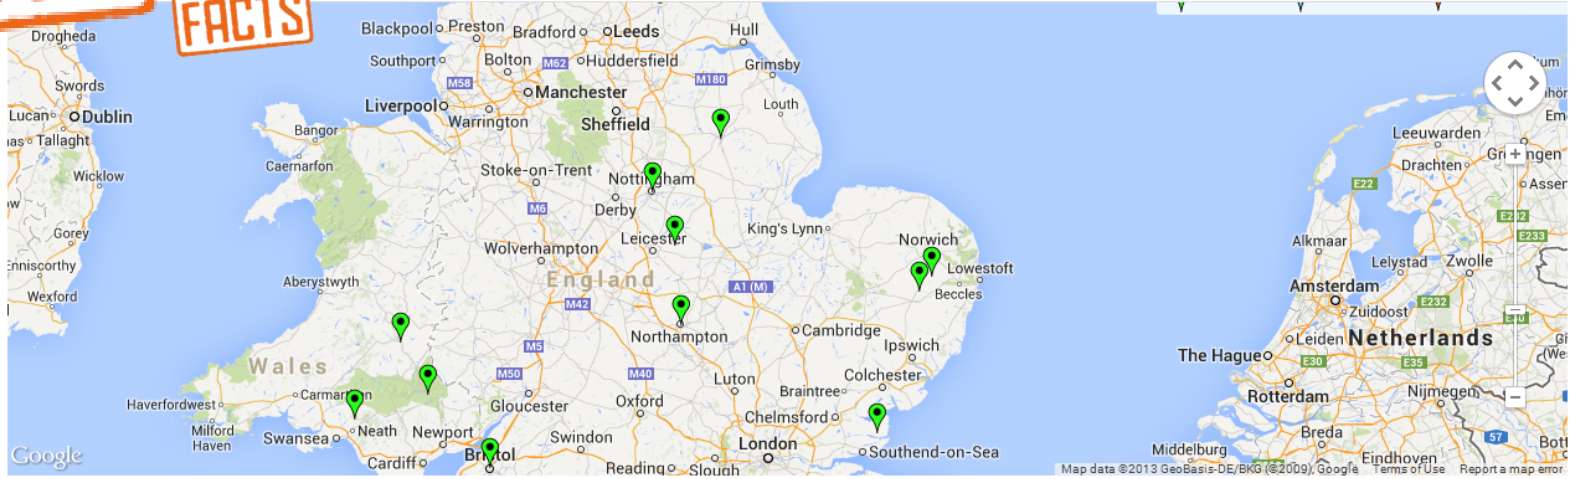 FACTS
Drogheda
Swords
Lucan
Dublin
Tallaght
Wicklow
Gorey
Enniscorthy
Wexford
Blackpool
Preston
Bradford
Leeds
Hull
Southport
Bolton
M62
Huddersfield
M58
M180
Grimsby
Liverpool
Manchester
Louth
Warrington
Sheffield
Bangor
Caernarfon
Stoke-on-Trent
Nottingham
M6
Derby
King's Lynn
Leicester
Norwich
Wolverhampton
England
Lowestoft
Aberystwyth
A1 (M)
Beccles
M42
Northampton
Cambridge
M5
Ipswich
Wales
M50
M40
Luton
Colchester
Braintree
Haverfordwest
Gloucester
Oxford
Chelmsford
Milford
Haven
Swansea
Neath
Newport
Swindon
London
Southend-on-Sea
Cardiff
Reading
Slough
Leeuwarden
Drachten
E22
Assen
E232
E233
Alkmaar
Lelystad
Zwolle
Amsterdam
E232
Zuidoost
Leiden
Netherlands
The Hague
E30
E35
Rotterdam
Nijmegen
Breda
57
Middelburg
Eindhoven
Google
Map data ©2013 GeoBasis-DE/BKG (©2009), Google
Terms of Use
Report a map error